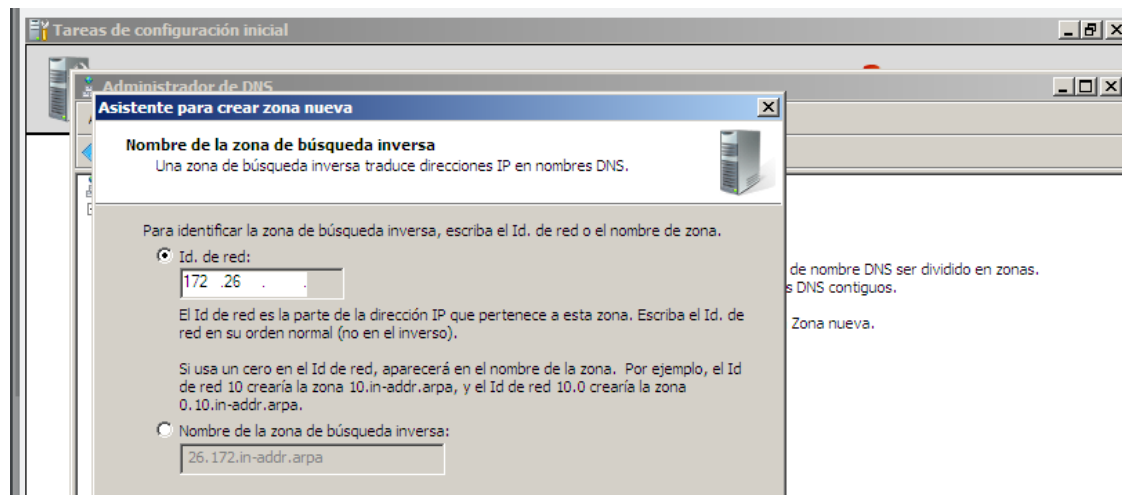 Tareas de configuración inicial
Administrador de DNS
Asistente para crear zona nueva
Nombre de la zona de búsqueda inversa
Una zona de búsqueda inversa traduce direcciones IP en nombres DNS.
Para identificar la zona de búsqueda inversa, escriba el Id. de red o el nombre de zona.
Id. de red:
172 .26 . .
El Id de red es la parte de la dirección IP que pertenece a esta zona. Escriba el Id. de
red en su orden normal (no en el inverso).
Si usa un cero en el Id de red, aparecerá en el nombre de la zona. Por ejemplo, el Id
de red 10 crearía la zona 10.in-addr.arpa, y el Id de red 10.0 crearía la zona
0.10.in-addr.arpa.
Nombre de la zona de búsqueda inversa:
26.172.in-addr.arpa
de nombre DNS ser dividido en zonas.
s DNS contiguos.
Zona nueva.